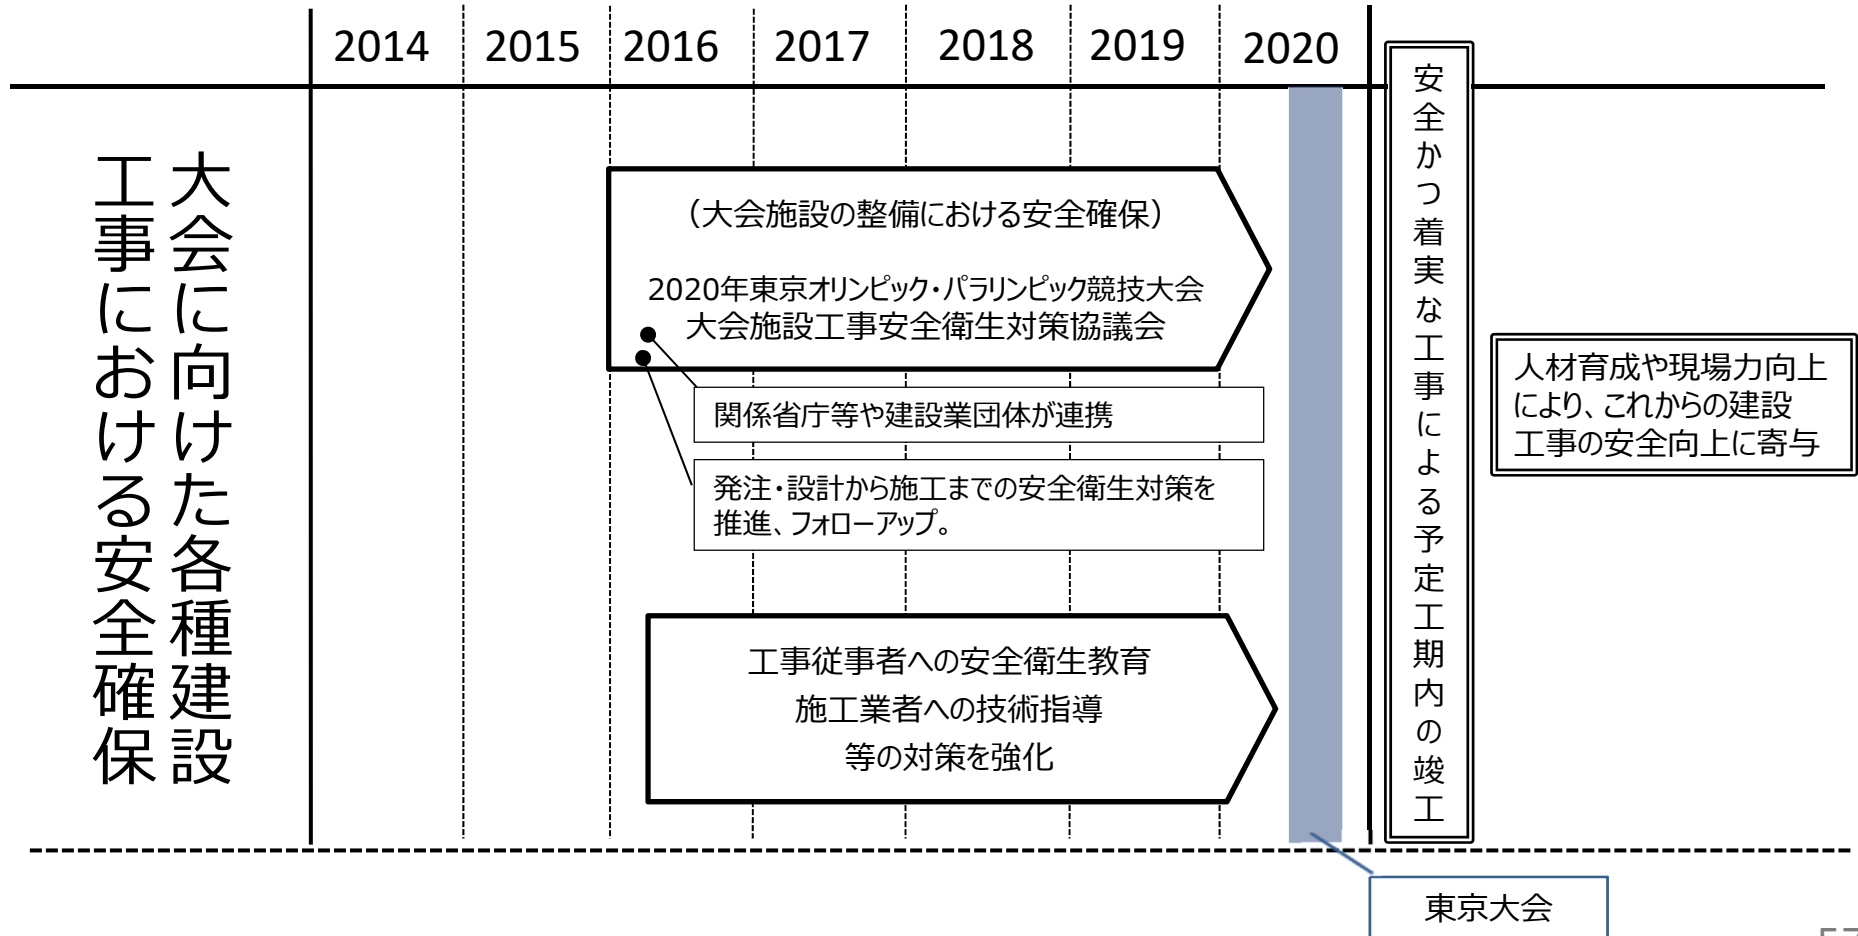 2014 2015 2016 2017 2018 2019 2020
大会に向けた各種建設
工事における安全確保
（大会施設の整備における安全確保）
2020年東京オリンピック・パラリンピック競技大会
大会施設工事安全衛生対策協議会
関係省庁等や建設業団体が連携
発注・設計から施工までの安全衛生対策を
推進、フォローアップ。
工事従事者への安全衛生教育
施工業者への技術指導
等の対策を強化
安全かつ着実な工事による予定工期内の竣工
人材育成や現場力向上
により、これからの建設
工事の安全向上に寄与
東京大会